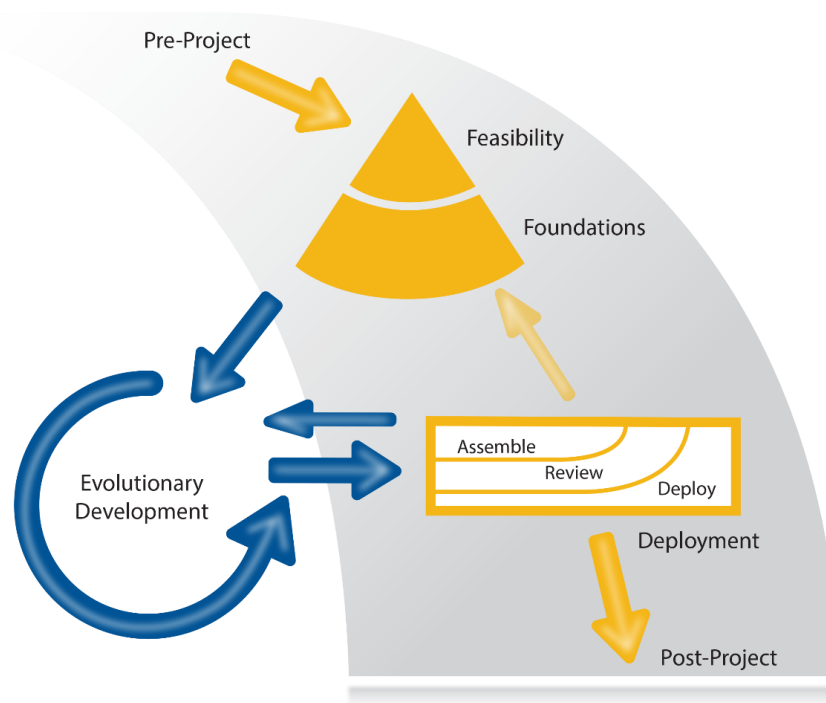 Pre-Project
Feasibility
Foundations
Assemble
Review
Deploy
Evolutionary
Development
Deployment
Post-Project